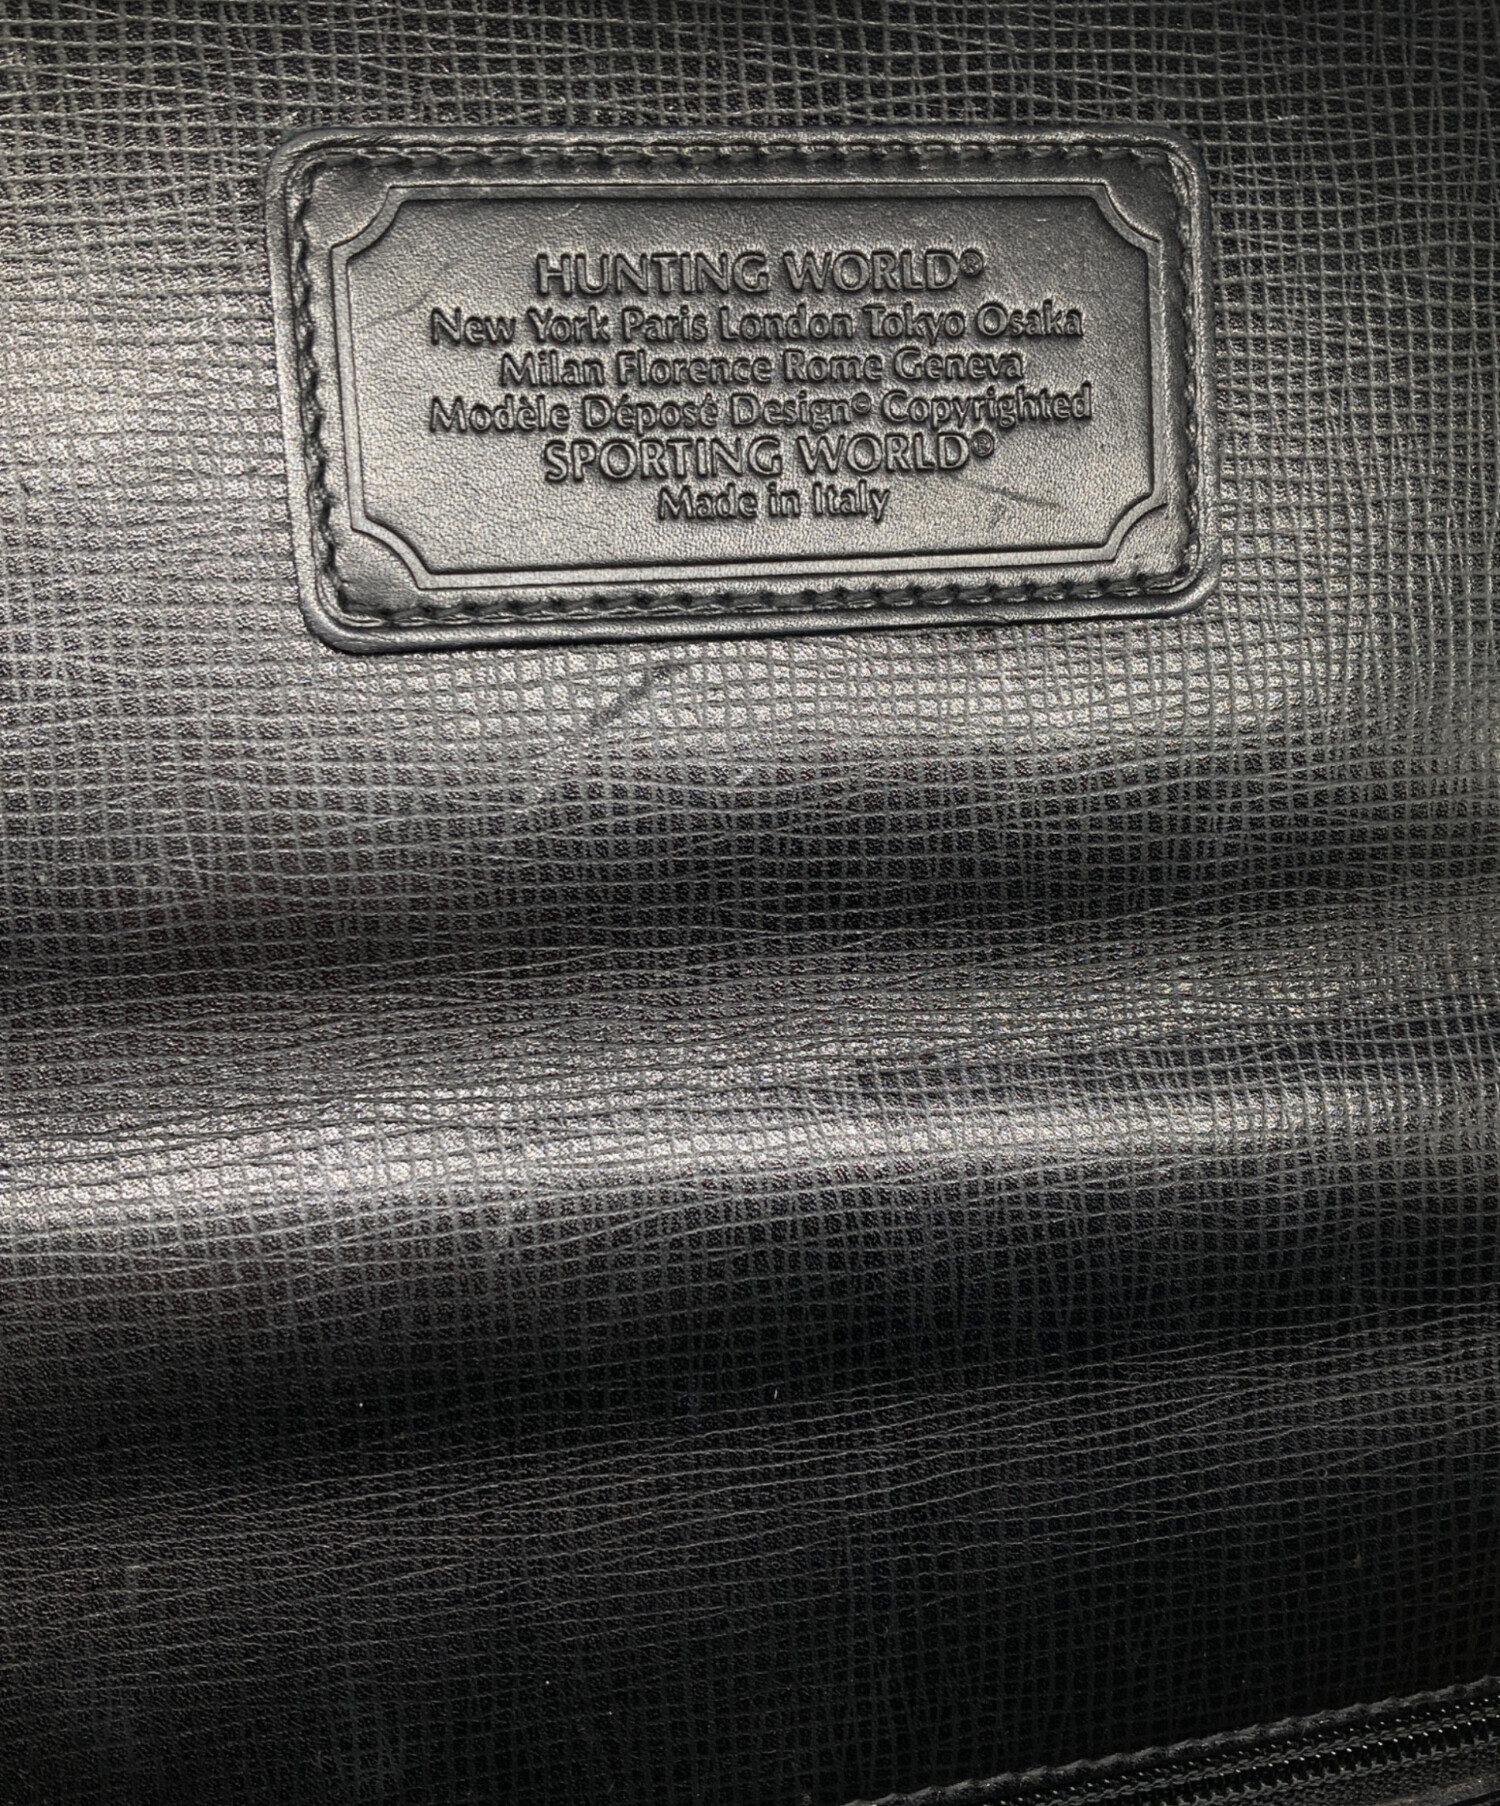 HUNTING WORLD®
New York Paris London Tokyo Osaka
Milan Florence Rome Geneva
Modèle Déposé Design© Copyrighted
SPORTING WORLD®
Made in Italy